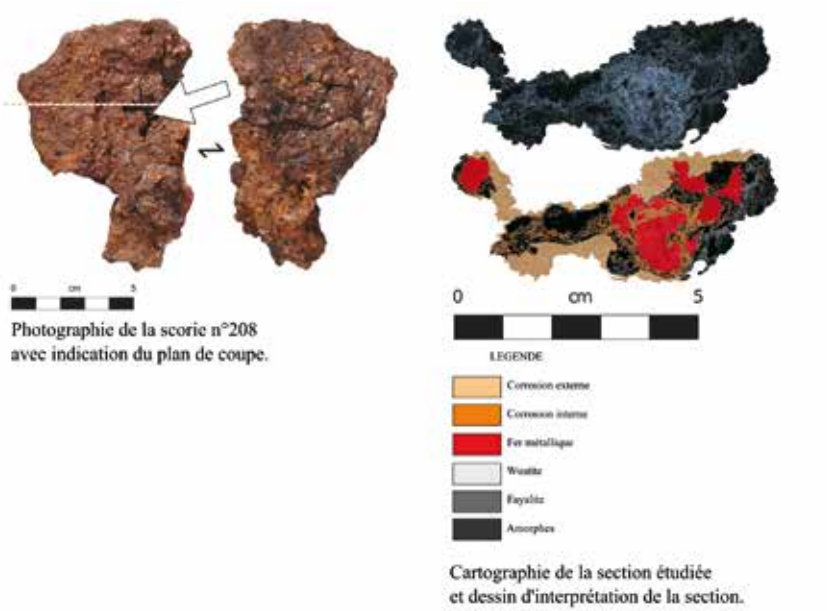 0 cm 5
Photographie de la scorie n°208
avec indication du plan de coupe.
0 cm 5
LEGENDE
Corrosion externe
Corrosion interne
Fer métallique
Wustite
Fayalite
Amorphes
Cartographie de la section étudiée
et dessin d'interprétation de la section.